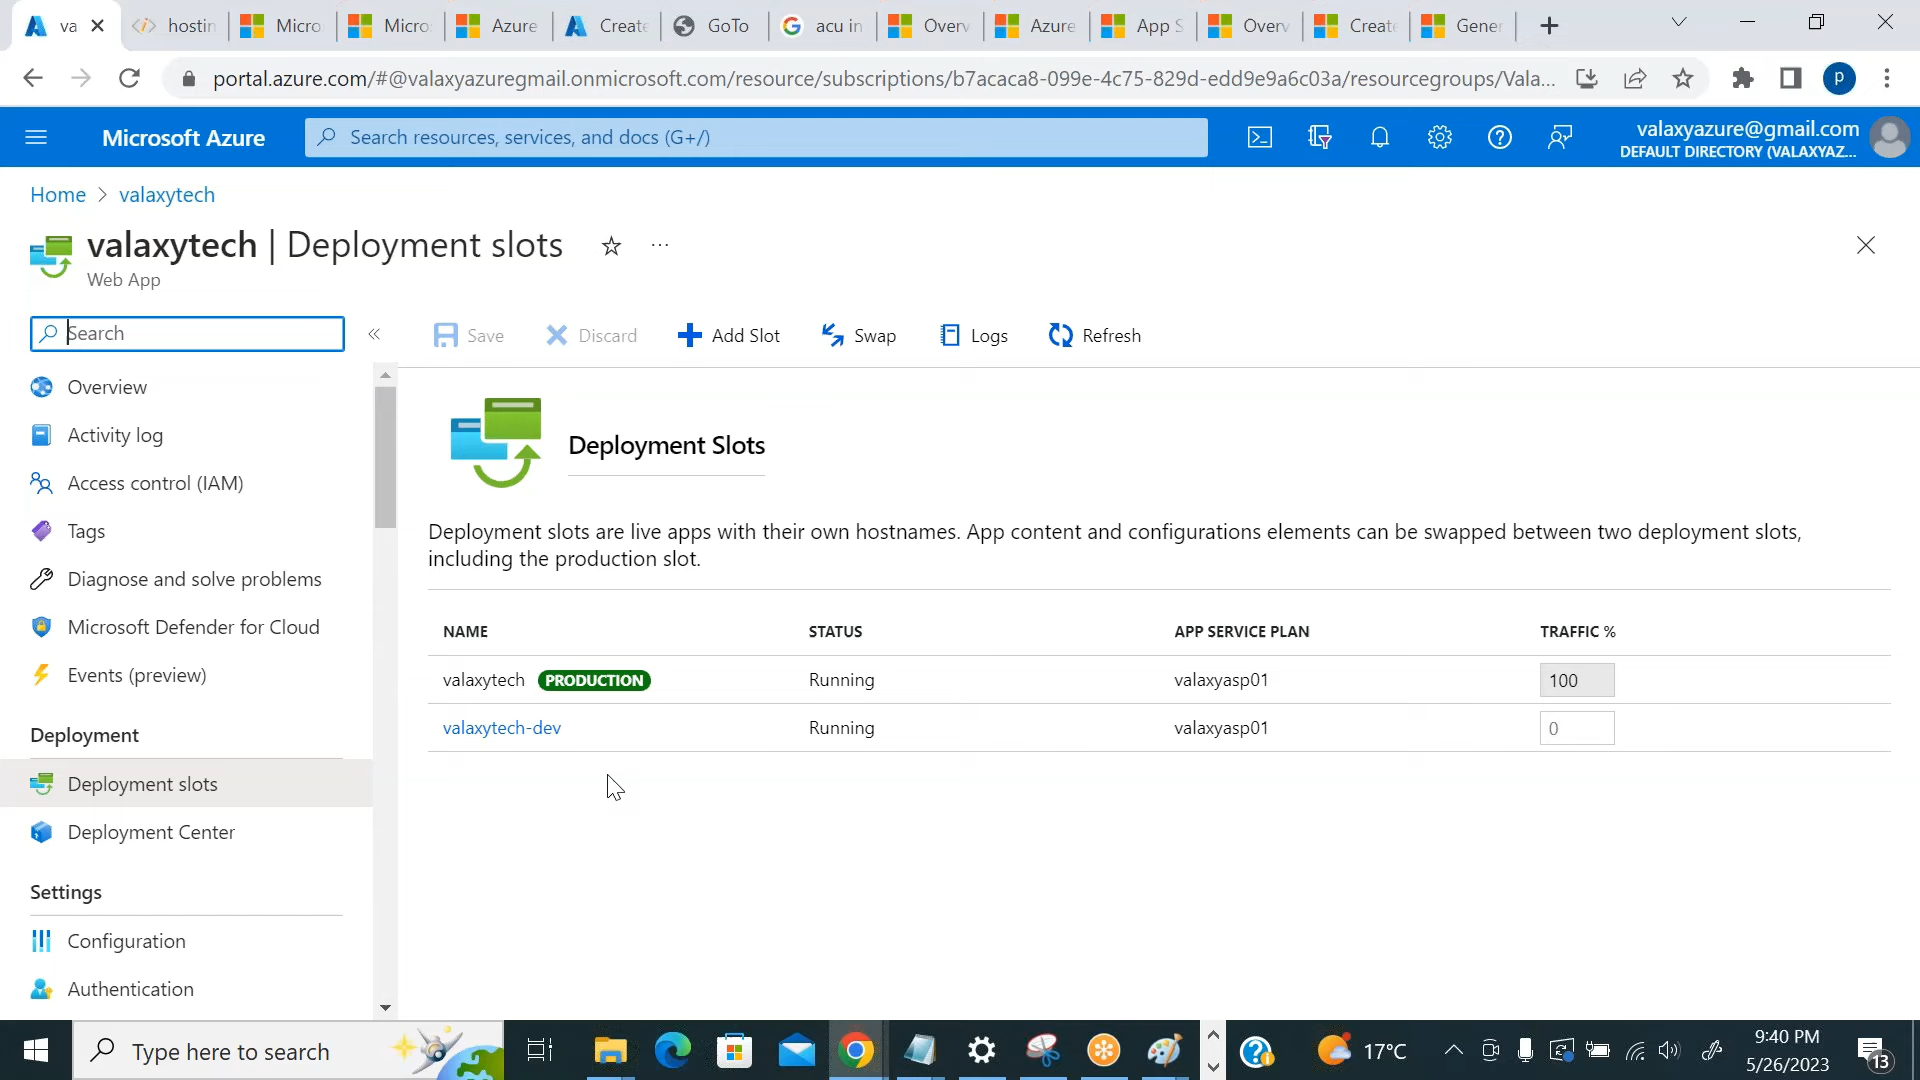 va
hostin
Micro
Micro
Azure
Create
GoTo
acu in
Overv
Azure
App S
Overv
Create
Gener
portal.azure.com/#@valaxyazuregmail.onmicrosoft.com/resource/subscriptions/b7acaca8-099e-4c75-829d-edd9e9a6c03a/resourcegroups/Vala...
P
Microsoft Azure
Search resources, services, and docs (G+/)
valaxyazure@gmail.com
DEFAULT DIRECTORY (VALAXYAZ...
Home > valaxytech
valaxytech | Deployment slots
Web App
Search
Save
Discard
Add Slot
Swap
Logs
Refresh
Overview
Activity log
Access control (IAM)
Tags
Diagnose and solve problems
Microsoft Defender for Cloud
Events (preview)
Deployment
Deployment slots
Deployment Center
Settings
Configuration
Authentication
Deployment Slots
Deployment slots are live apps with their own hostnames. App content and configurations elements can be swapped between two deployment slots,
including the production slot.
NAME STATUS APP SERVICE PLAN TRAFFIC %
valaxytech PRODUCTION Running valaxyasp01 100
valaxytech-dev Running valaxyasp01 0
Type here to search
17°C
9:40 PM
5/26/2023
13